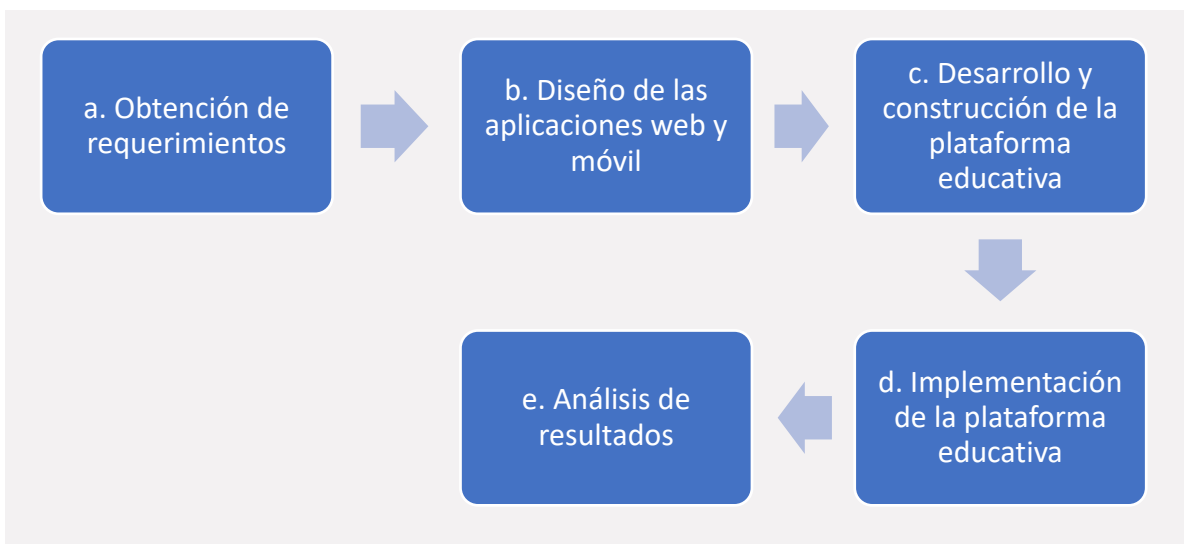 a. Obtención de
requerimientos
b. Diseño de las
aplicaciones web y
móvil
c. Desarrollo y
construcción de la
plataforma
educativa
d. Implementación
de la plataforma
educativa
e. Análisis de
resultados